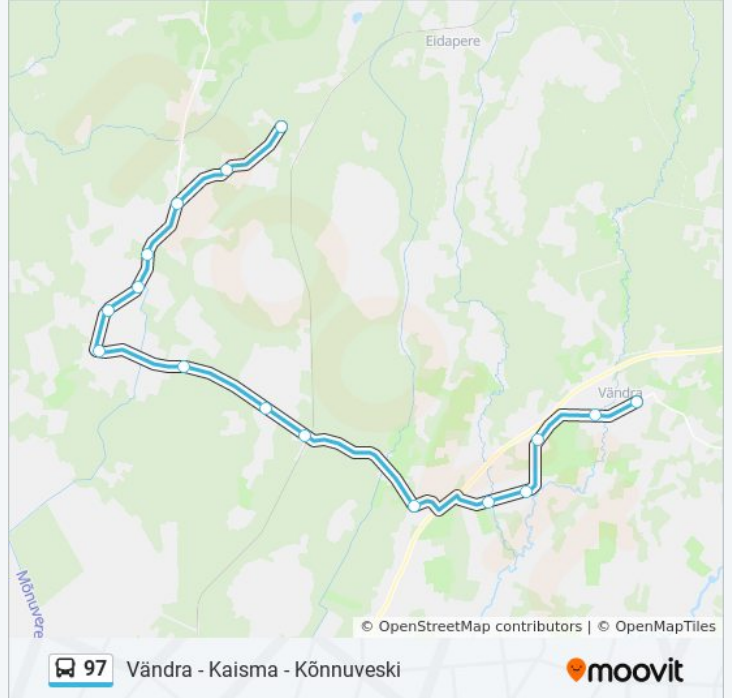 Eidapere
Vändra
Mõnuvere
© OpenStreetMap contributors | © OpenMapTiles
97 Vändra - Kaisma - Kõnnuveski
moovit